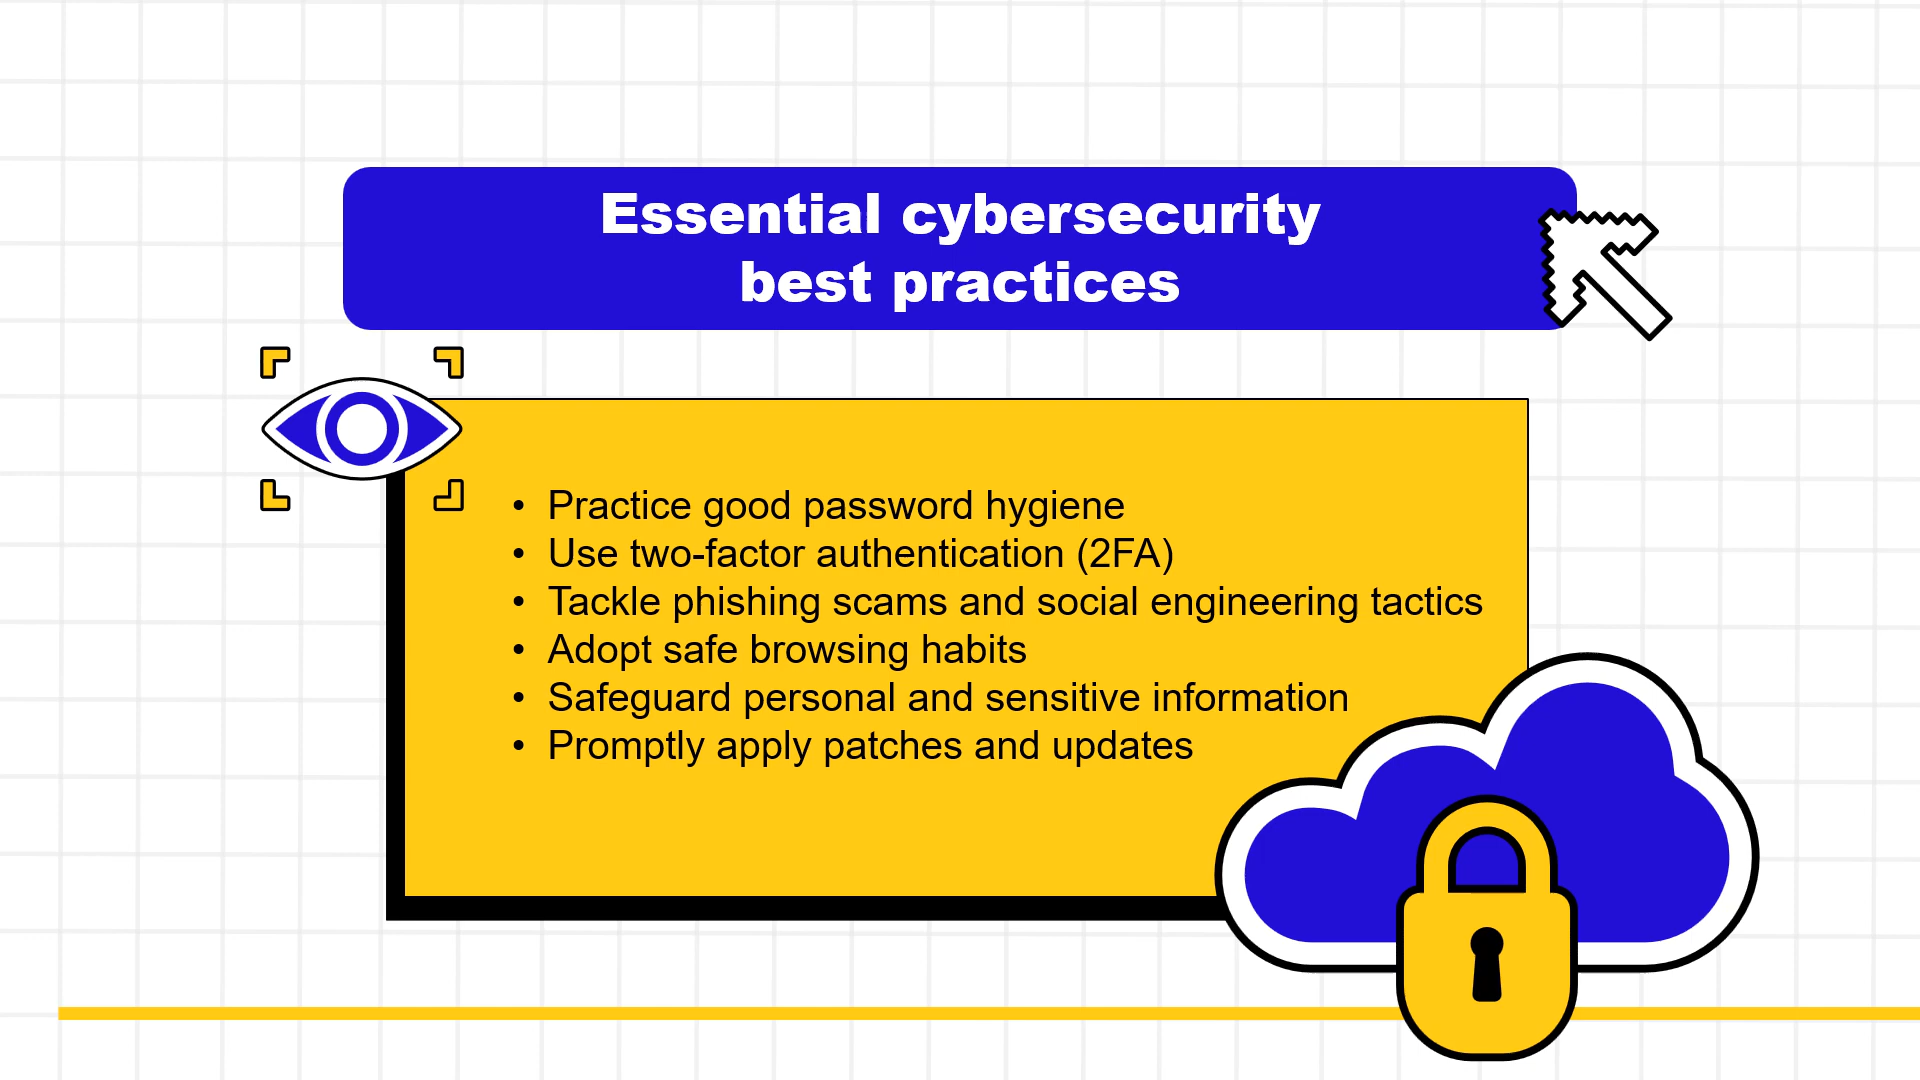 Essential cybersecurity
best practices
• Practice good password hygiene
• Use two-factor authentication (2FA)
• Tackle phishing scams and social engineering tactics
• Adopt safe browsing habits
• Safeguard personal and sensitive information
• Promptly apply patches and updates